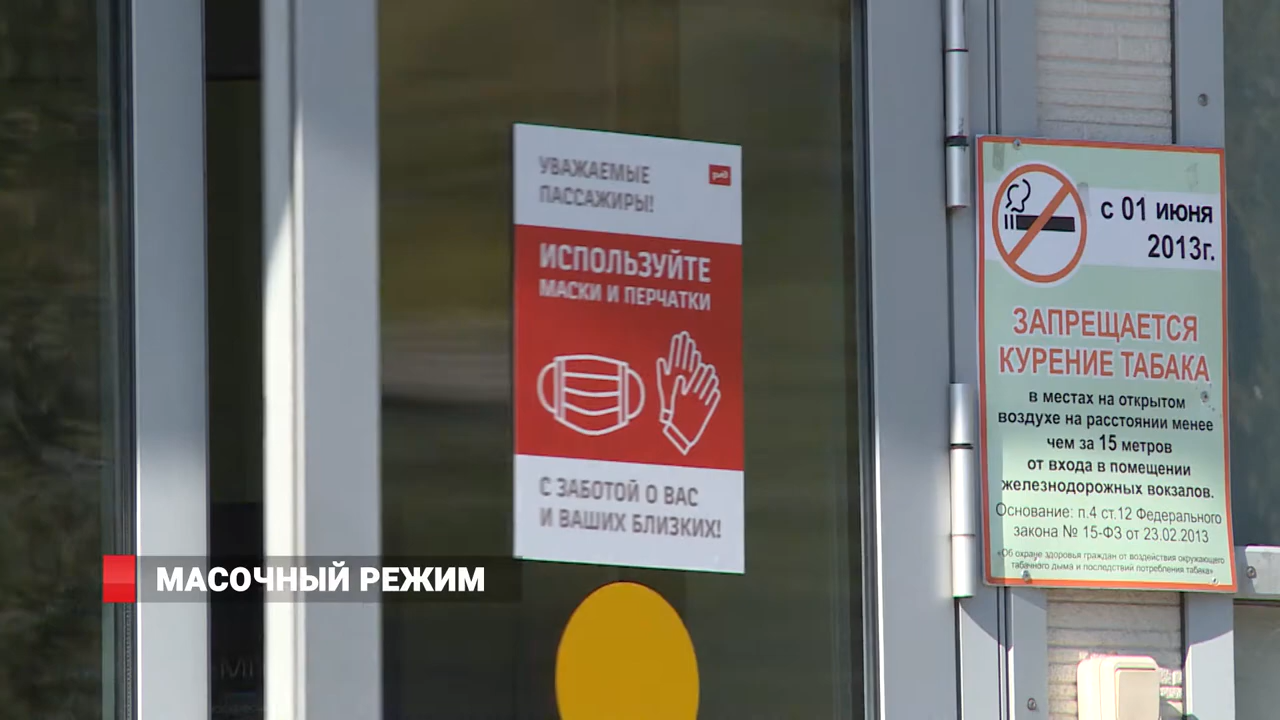 УВАЖАЕМЫЕ
ПАССАЖИРЫ!
ржд
ИСПОЛЬЗУЙТЕ
МАСКИ И ПЕРЧАТКИ
С ЗАБОТОЙ О ВАС
И ВАШИХ БЛИЗКИХ!
с 01 июня
2013г.
ЗАПРЕЩАЕТСЯ
КУРЕНИЕ ТАБАКА
в местах на открытом
воздухе на расстоянии менее
чем за 15 метров
от входа в помещении
железнодорожных вокзалов.
Основание: п.4 ст.12 Федерального
закона № 15-ФЗ от 23.02.2013
«Об охране здоровья граждан от воздействия окружающего
табачного дыма и последствий потребления табака»
МАСОЧНЫЙ РЕЖИМ